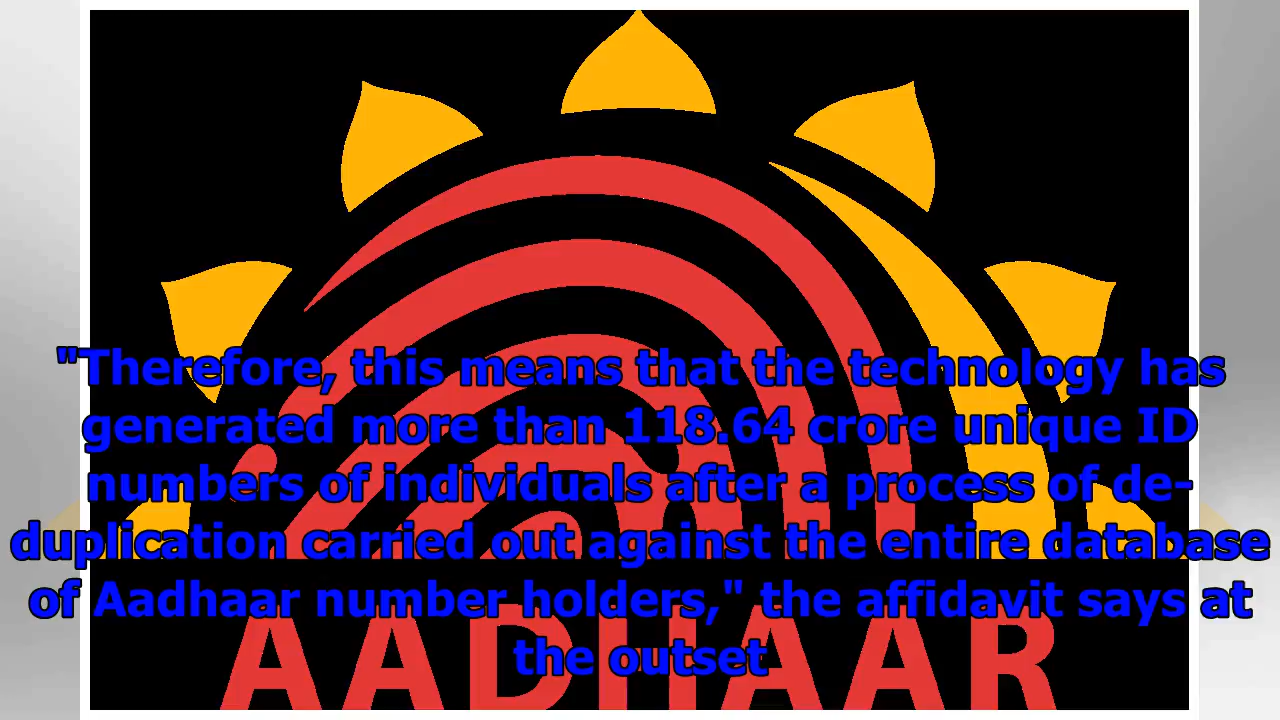 "Therefore, this means that the technology has
generated more than 118.64 crore unique ID
numbers of individuals after a process of de-
duplication carried out against the entire database
of Aadhaar number holders," the affidavit says at
the outset
AADHAAR